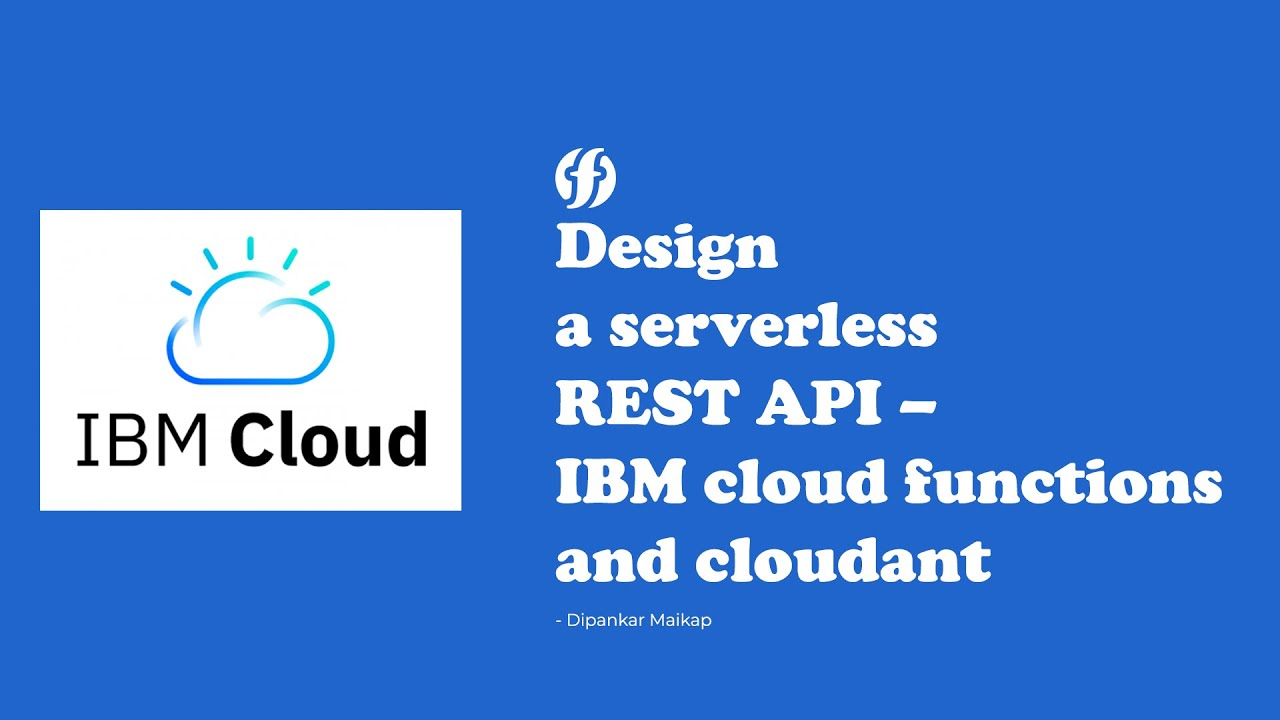 IBM Cloud
Design
a serverless
REST API –
IBM cloud functions
and cloudant
- Dipankar Maikap